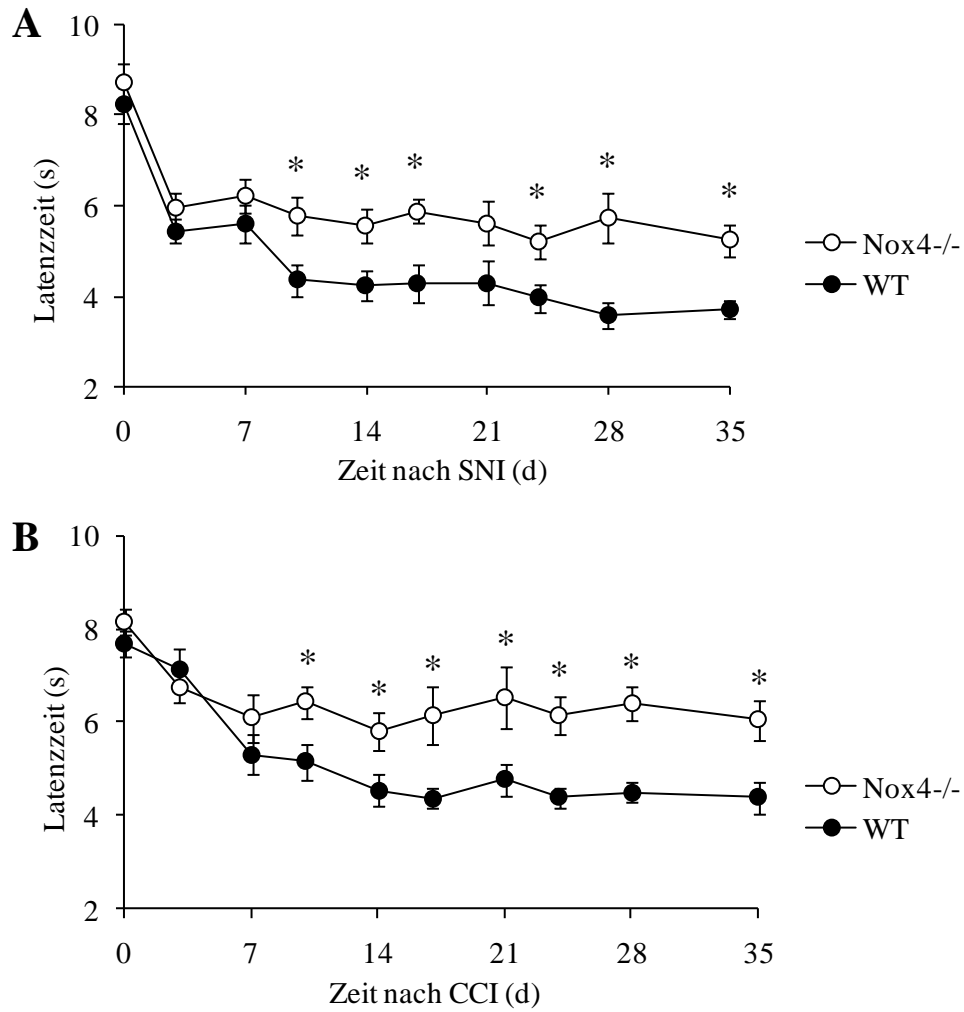 A
10
8
6
4
2
Latenzzeit (s)
* * * * * *
0 7 14 21 28 35
Zeit nach SNI (d)
Nox4-/-
WT
B
10
8
6
4
2
Latenzzeit (s)
* * * * * * *
0 7 14 21 28 35
Zeit nach CCI (d)
Nox4-/-
WT